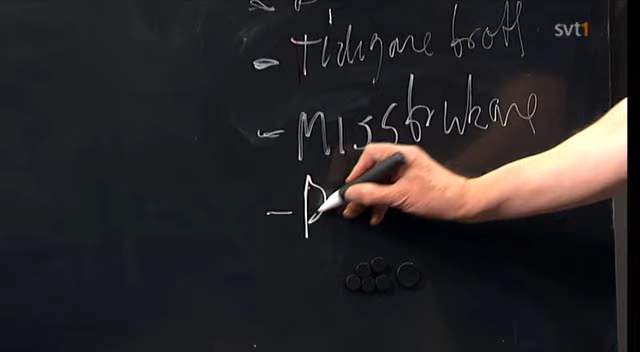 svt1
- Tidigare brott
- Missbrukare
- P